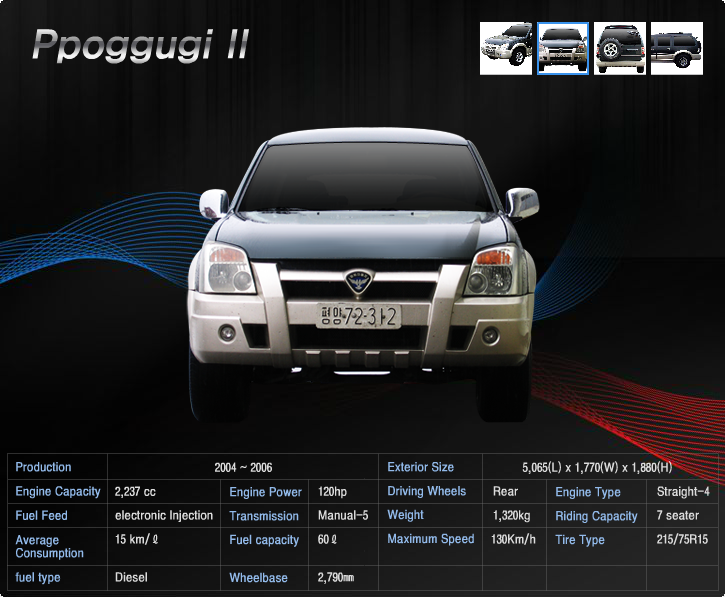 Ppoggugi II
평양 72-312
Production 2004 ~ 2006 Exterior Size 5,065(L) x 1,770(W) x 1,880(H)
Engine Capacity 2,237 cc Engine Power 120hp Driving Wheels Rear Engine Type Straight-4
Fuel Feed electronic Injection Transmission Manual-5 Weight 1,320kg Riding Capacity 7 seater
Average Consumption 15 km/ℓ Fuel capacity 60ℓ Maximum Speed 130Km/h Tire Type 215/75R15
fuel type Diesel Wheelbase 2,790㎜